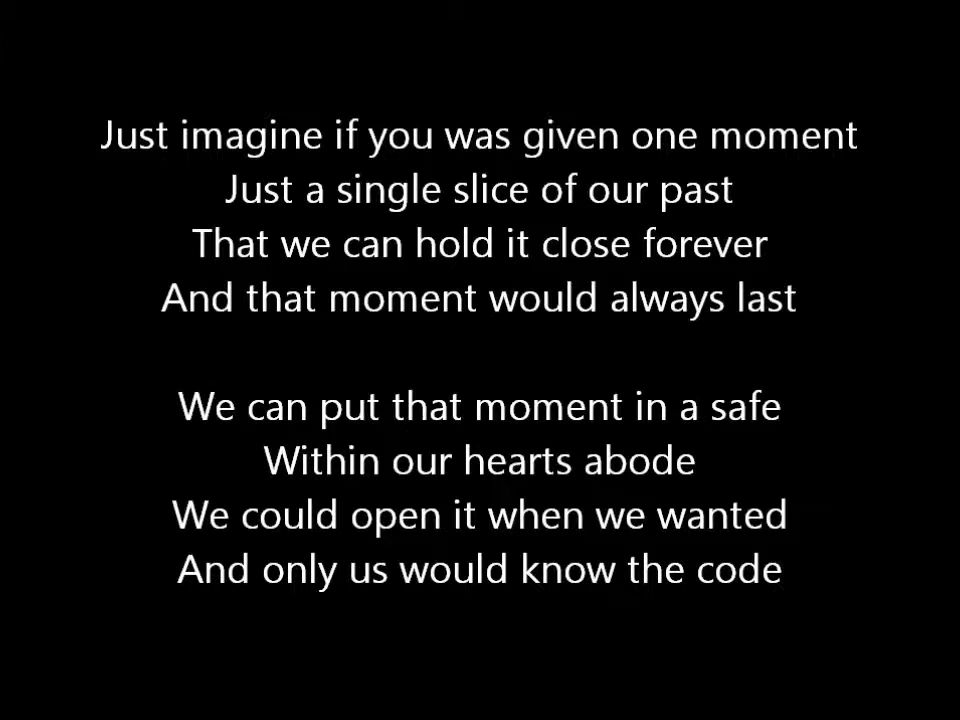 Just imagine if you was given one moment
Just a single slice of our past
That we can hold it close forever
And that moment would always last
We can put that moment in a safe
Within our hearts abode
We could open it when we wanted
And only us would know the code